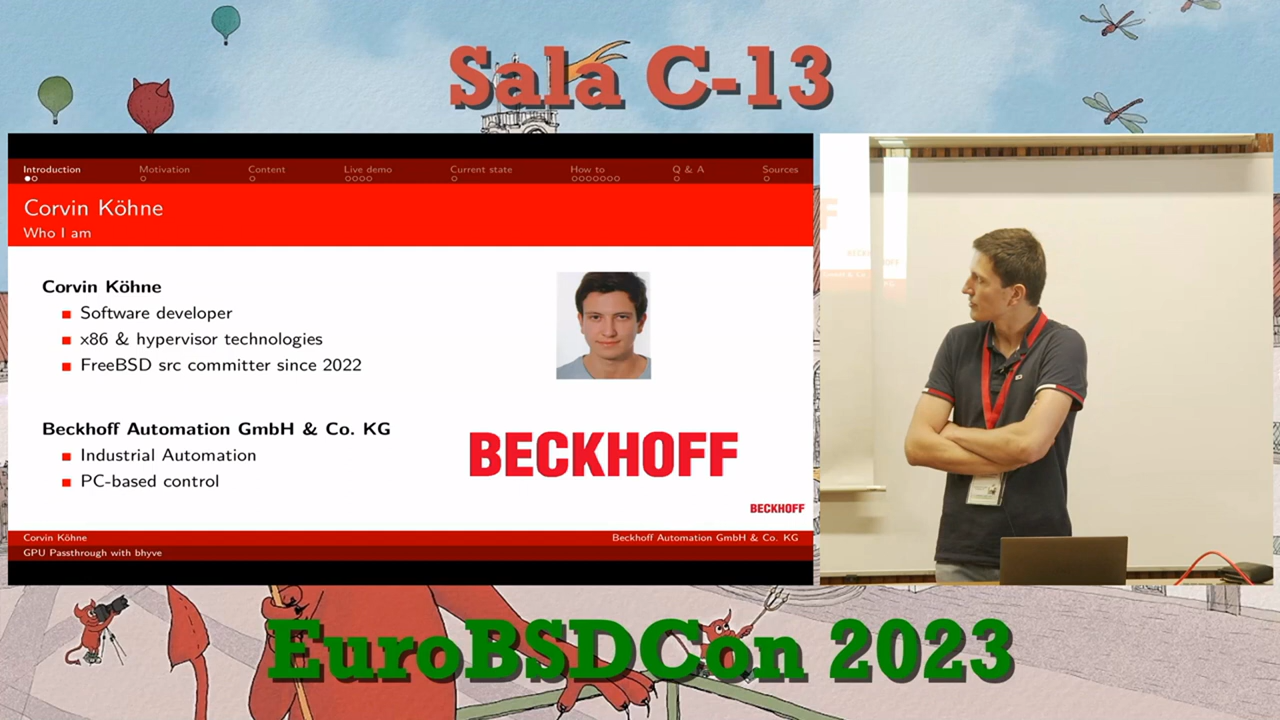 Sala C-13
Introduction
Motivation
Content
Live demo
Current state
How to
Q & A
Sources
Corvin Köhne
Who I am
Corvin Köhne
Software developer
x86 & hypervisor technologies
FreeBSD src committer since 2022
Beckhoff Automation GmbH & Co. KG
Industrial Automation
PC-based control
BECKHOFF
BECKHOFF
Corvin Köhne
Beckhoff Automation GmbH & Co. KG
GPU Passthrough with bhyve
EuroBSDCon 2023